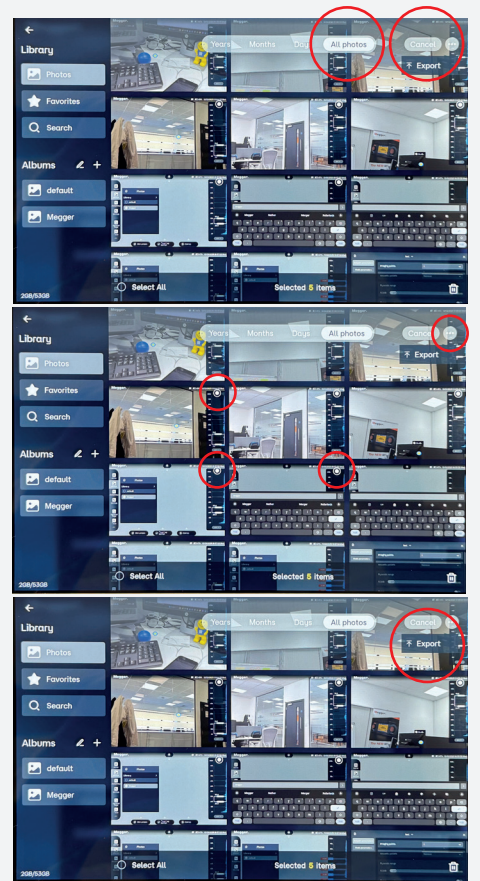 Library
Years Months Days All photos Cancel
Export
Photos
Favorites
Search
Albums
default
Megger
Select All
Selected 5 items
2GB/53GB
Library
Years Months Days All photos Cancel
Export
Photos
Favorites
Search
Albums
default
Megger
Select All
Selected 5 items
2GB/53GB
Library
Years Months Days All photos Cancel
Export
Photos
Favorites
Search
Albums
default
Megger
Select All
Selected 5 items
2GB/53GB